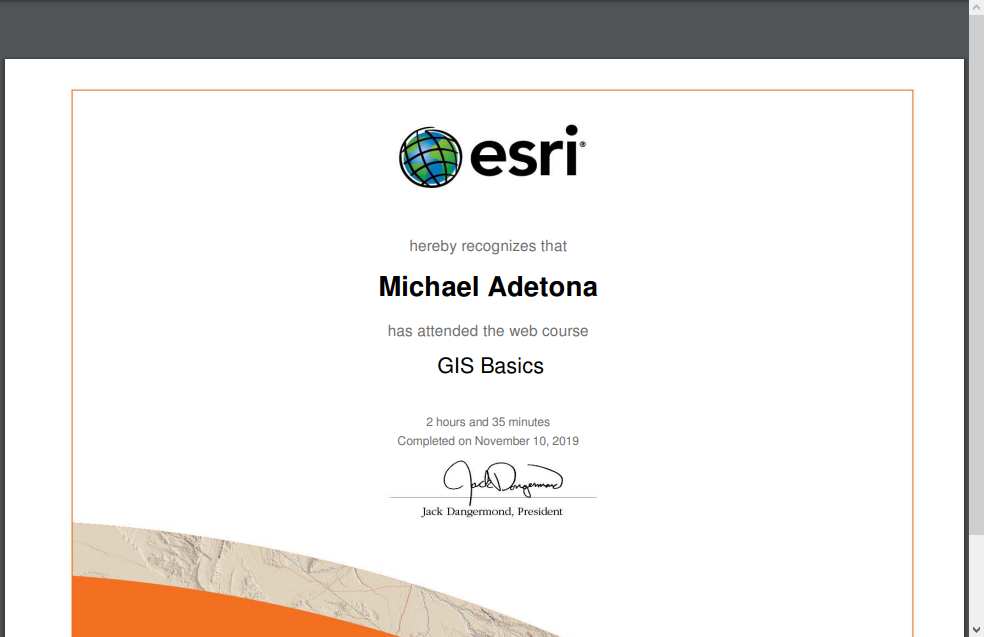 esri®
hereby recognizes that
Michael Adetona
has attended the web course
GIS Basics
2 hours and 35 minutes
Completed on November 10, 2019
Jack Dangermond
Jack Dangermond, President